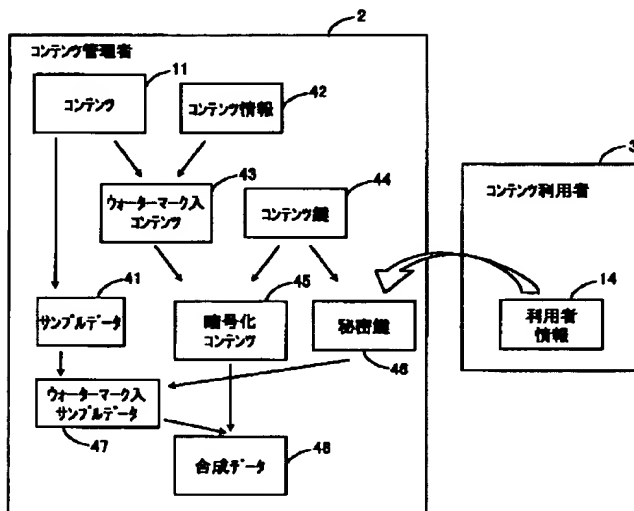 2
コンテンツ管理者
11
コンテンツ
コンテンツ情報
42
3
コンテンツ利用者
43
ウォーターマーク入
コンテンツ
44
コンテンツ鍵
41
サンプルデータ
45
暗号化
コンテンツ
秘密鍵
46
14
利用者
情報
ウォーターマーク入
サンプルデータ
47
合成データ
48